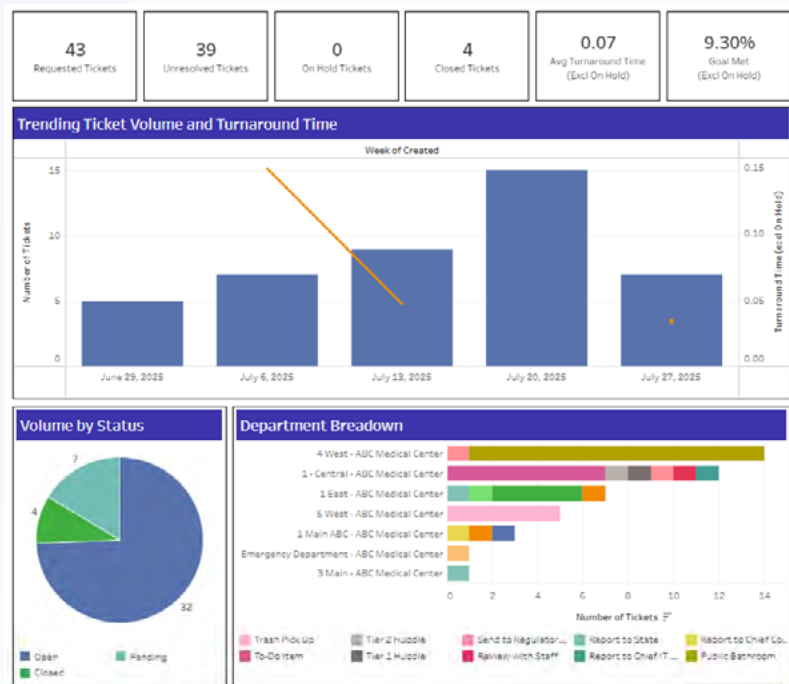 43
Requested Tickets
39
Unresolved Tickets
0
On Hold Tickets
4
Closed Tickets
0.07
Avg Turnaround Time
(Excl On Hold)
9.30%
Goal Met
(Excl On Hold)
Trending Ticket Volume and Turnaround Time
Week of Created
15
10
5
0
Number of Tickets
0.15
0.10
0.05
0.00
Turnaround Time (excl On Hold)
June 29, 2025
July 6, 2025
July 13, 2025
July 20, 2025
July 27, 2025
Volume by Status
7
4
32
Open
Pending
Closed
Department Breadown
4 West - ABC Medical Center
1 - Central - ABC Medical Center
1 East - ABC Medical Center
5 West - ABC Medical Center
1 Main ABC - ABC Medical Center
Emergency Department - ABC Medical Center
3 Main - ABC Medical Center
0 2 4 6 8 10 12 14
Number of Tickets
Trash Pick Up
Tier 2 Huddle
Send to Regulator...
Report to State
Report to Chief Co...
To-Do Item
Tier 1 Huddle
Review with Staff
Report to Chief IT...
Public Bathroom